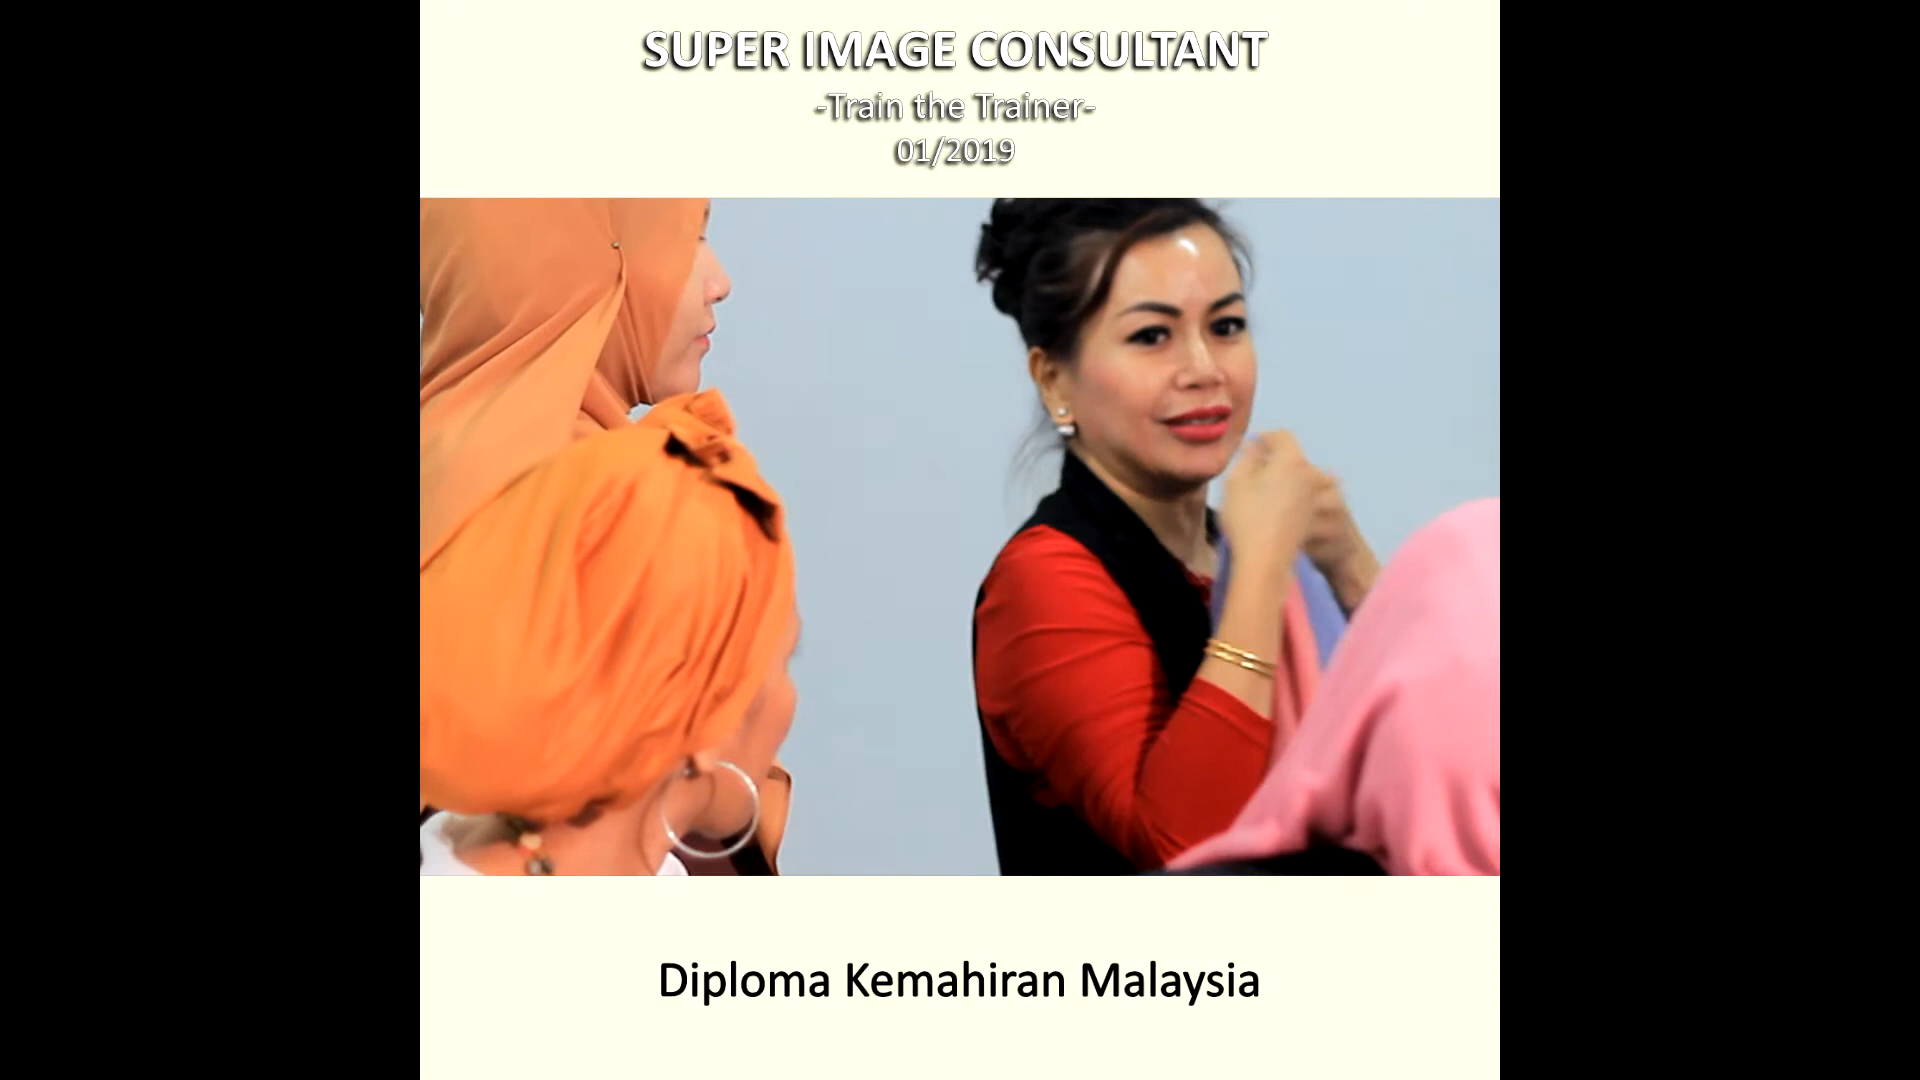 SUPER IMAGE CONSULTANT
-Train the Trainer-
01/2019
Diploma Kemahiran Malaysia